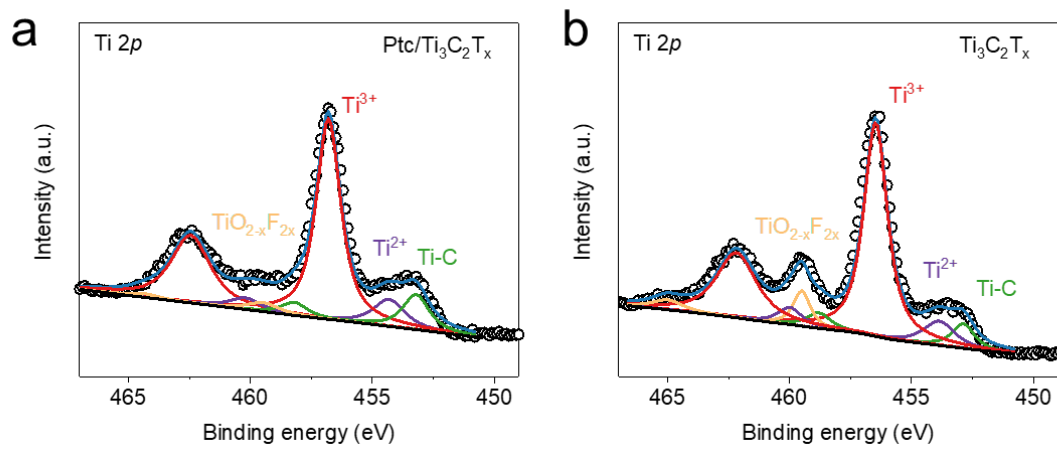 a
Ti 2p
Ptc/Ti₃C₂Tₓ
Ti³⁺
TiO₂₋ₓF₂ₓ
Ti²⁺
Ti-C
Intensity (a.u.)
465
460
455
450
Binding energy (eV)
b
Ti 2p
Ti₃C₂Tₓ
Ti³⁺
TiO₂₋ₓF₂ₓ
Ti²⁺
Ti-C
Intensity (a.u.)
465
460
455
450
Binding energy (eV)